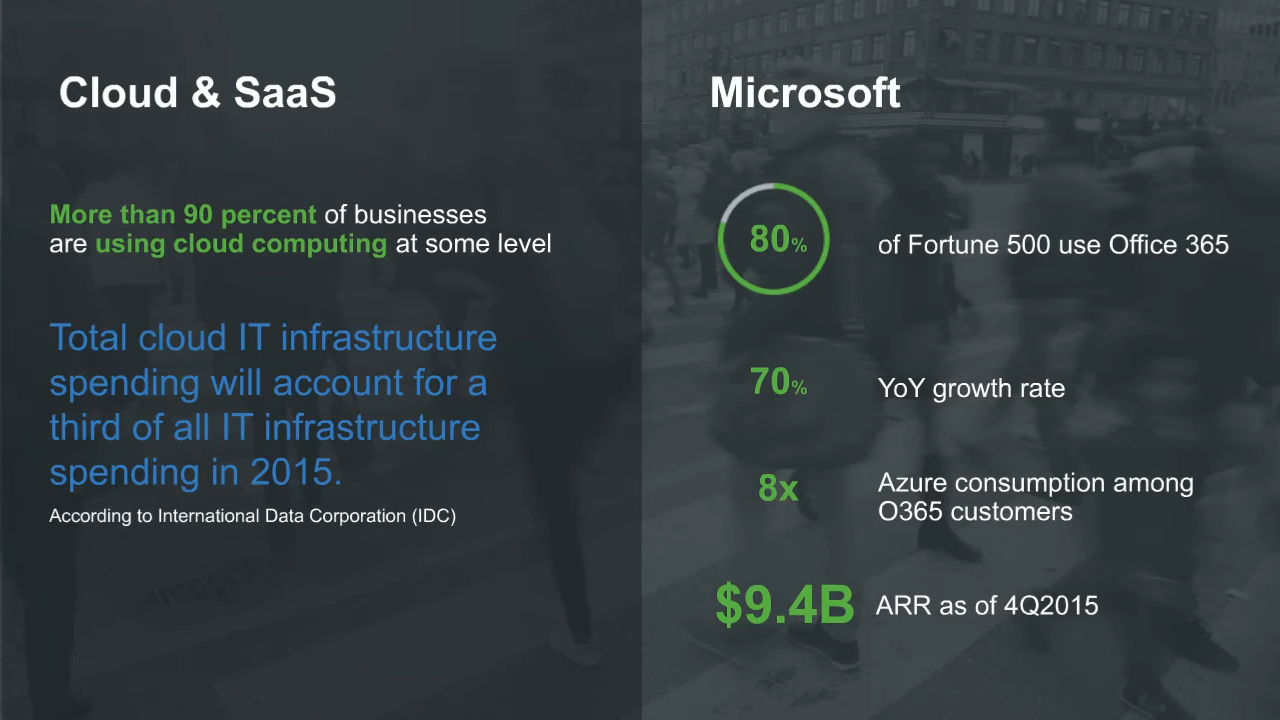 Cloud & SaaS
More than 90 percent of businesses
are using cloud computing at some level
Total cloud IT infrastructure
spending will account for a
third of all IT infrastructure
spending in 2015.
According to International Data Corporation (IDC)
Microsoft
80% of Fortune 500 use Office 365
70% YoY growth rate
8x Azure consumption among
O365 customers
$9.4B ARR as of 4Q2015